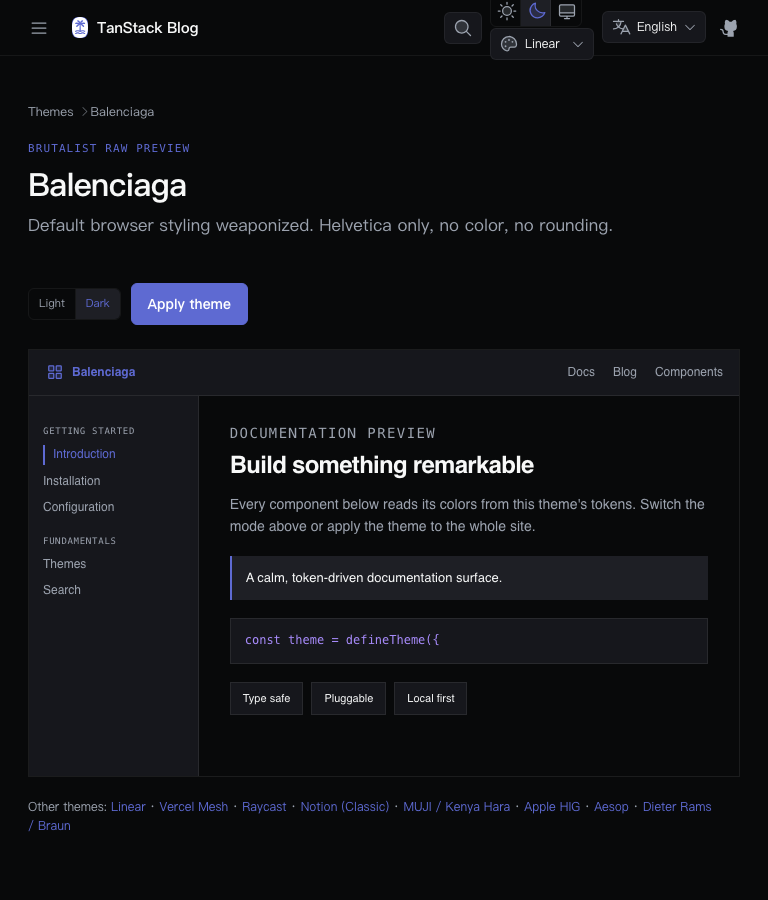 TanStack Blog
Linear
English
Themes > Balenciaga
BRUTALIST RAW PREVIEW
Balenciaga
Default browser styling weaponized. Helvetica only, no color, no rounding.
Light
Dark
Apply theme
Balenciaga
Docs
Blog
Components
GETTING STARTED
Introduction
Installation
Configuration
FUNDAMENTALS
Themes
Search
DOCUMENTATION PREVIEW
Build something remarkable
Every component below reads its colors from this theme's tokens. Switch the
mode above or apply the theme to the whole site.
A calm, token-driven documentation surface.
const theme = defineTheme({
Type safe
Pluggable
Local first
Other themes: Linear · Vercel Mesh · Raycast · Notion (Classic) · MUJI / Kenya Hara · Apple HIG · Aesop · Dieter Rams
/ Braun